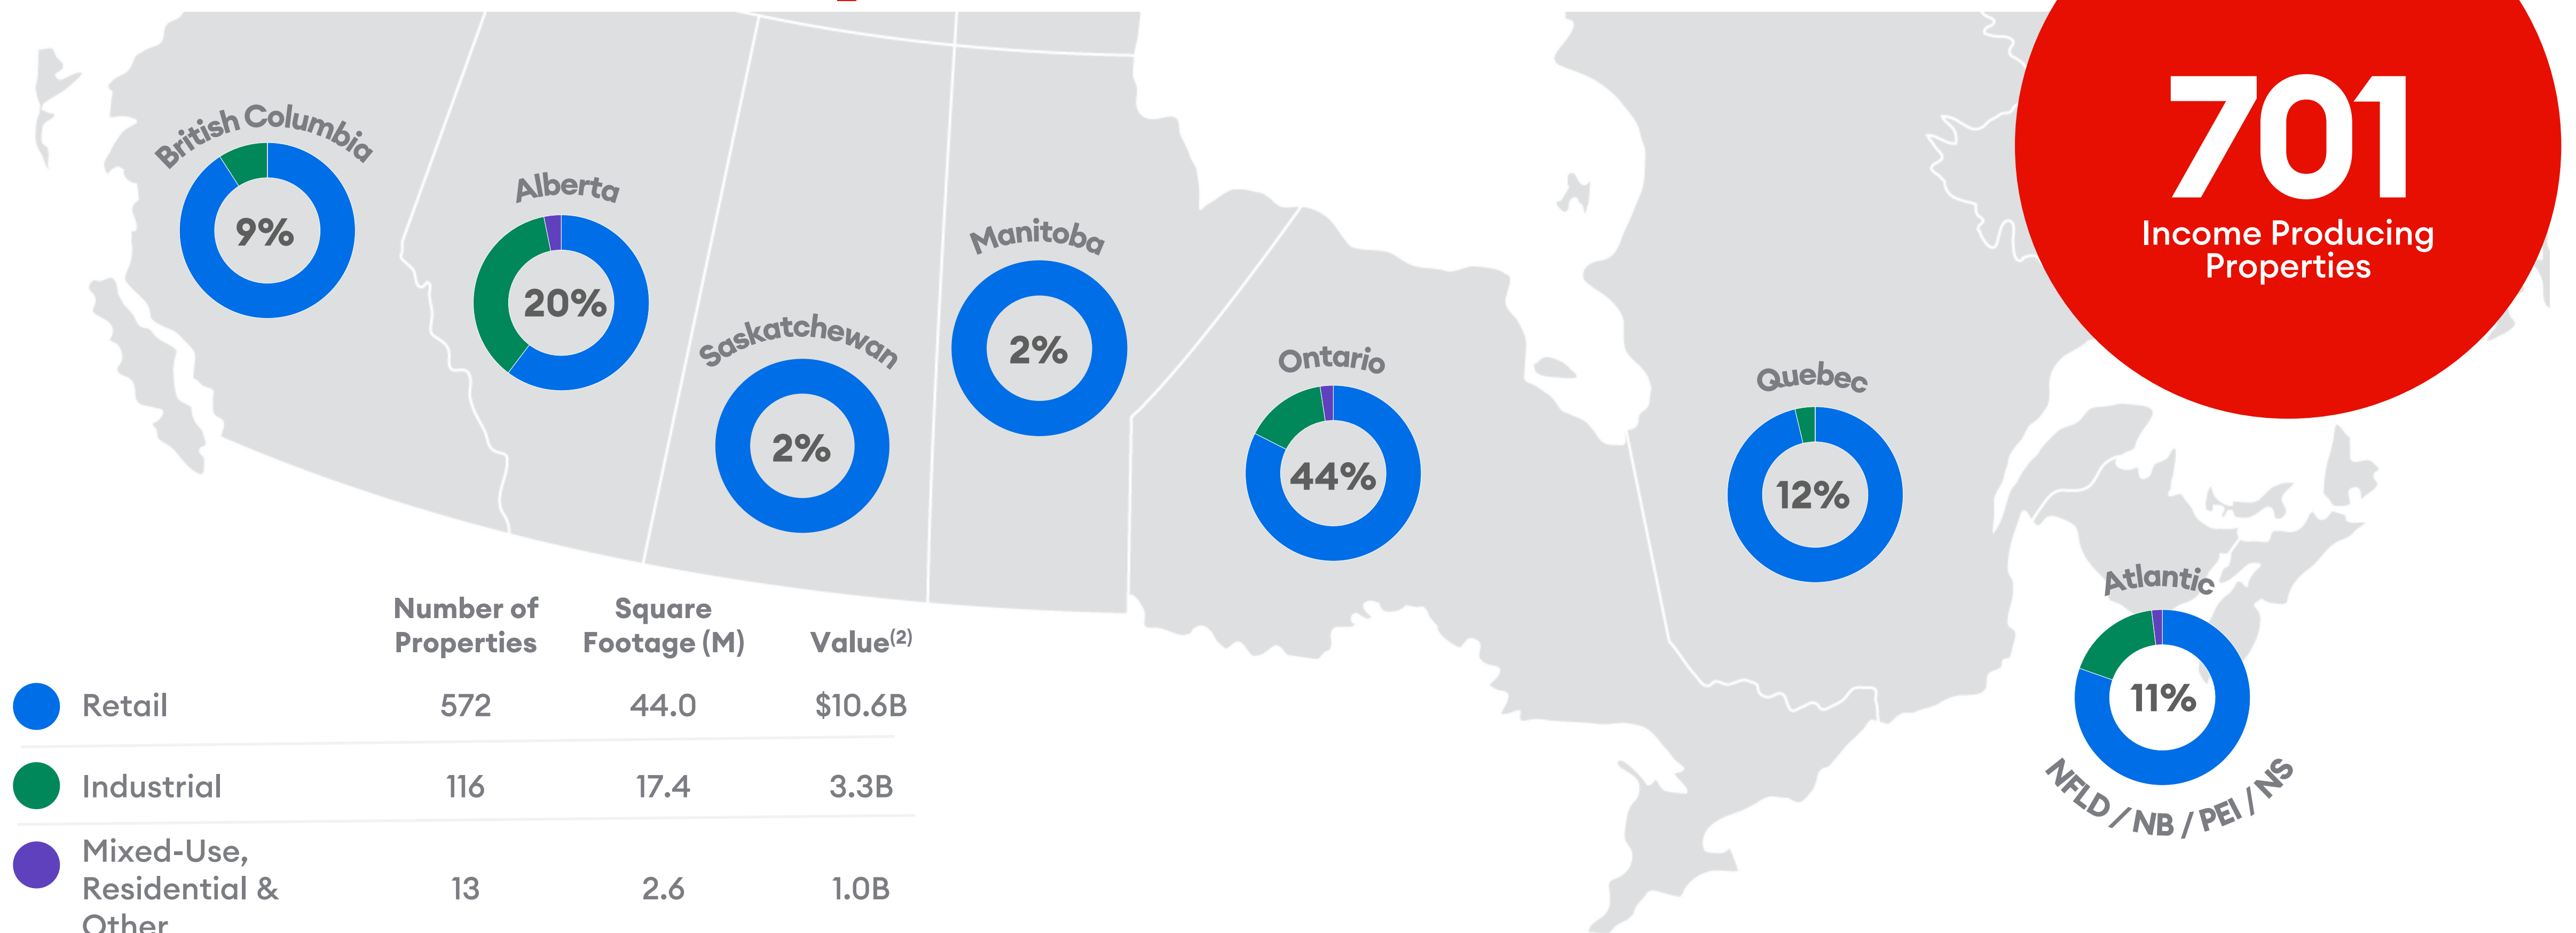 701
Income Producing
Properties
British Columbia
9%
Alberta
20%
Saskatchewan
2%
Manitoba
2%
Ontario
44%
Quebec
12%
Atlantic
11%
NFLD / NB / PEI / NS
Number of Properties Square Footage (M) Value(2)
Retail 572 44.0 $10.6B
Industrial 116 17.4 3.3B
Mixed-Use,
Residential & 13 2.6 1.0B
Other